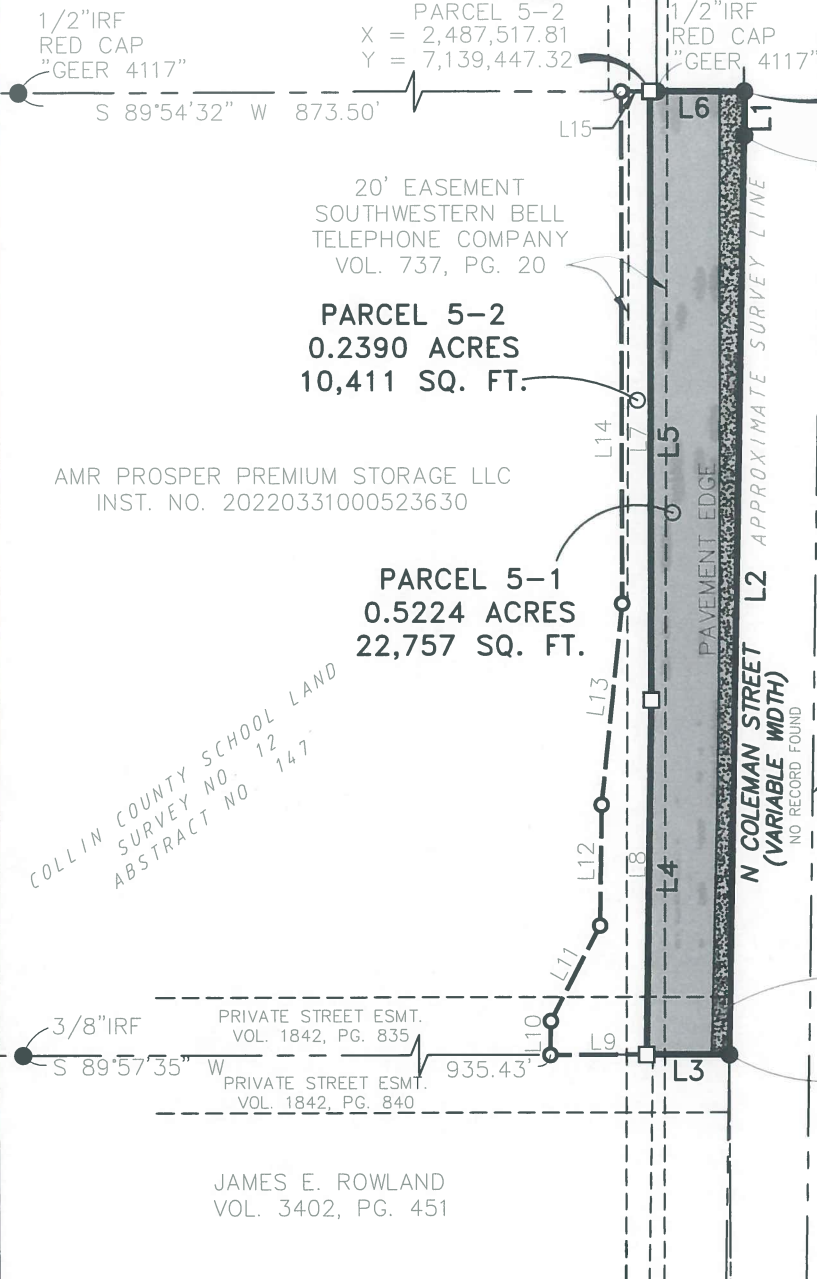 1/2"IRF
RED CAP
"GEER 4117"
PARCEL 5-2
X = 2,487,517.81
Y = 7,139,447.32
1/2"IRF
RED CAP
"GEER 4117"
S 89°54'32" W 873.50'
L15
L6
L1
20' EASEMENT
SOUTHWESTERN BELL
TELEPHONE COMPANY
VOL. 737, PG. 20
PARCEL 5-2
0.2390 ACRES
10,411 SQ. FT.
L14
L7
L5
APPROXIMATE SURVEY LINE
AMR PROSPER PREMIUM STORAGE LLC
INST. NO. 20220331000523630
PAVEMENT EDGE
PARCEL 5-1
0.5224 ACRES
22,757 SQ. FT.
L2
L13
N COLEMAN STREET
(VARIABLE WIDTH)
NO RECORD FOUND
COLLIN COUNTY SCHOOL LAND
SURVEY NO. 12
ABSTRACT NO. 147
L12
L8
L4
L11
PRIVATE STREET ESMT.
VOL. 1842, PG. 835
3/8"IRF
L10
L9
S 89°57'35" W 935.43'
L3
PRIVATE STREET ESMT.
VOL. 1842, PG. 840
JAMES E. ROWLAND
VOL. 3402, PG. 451